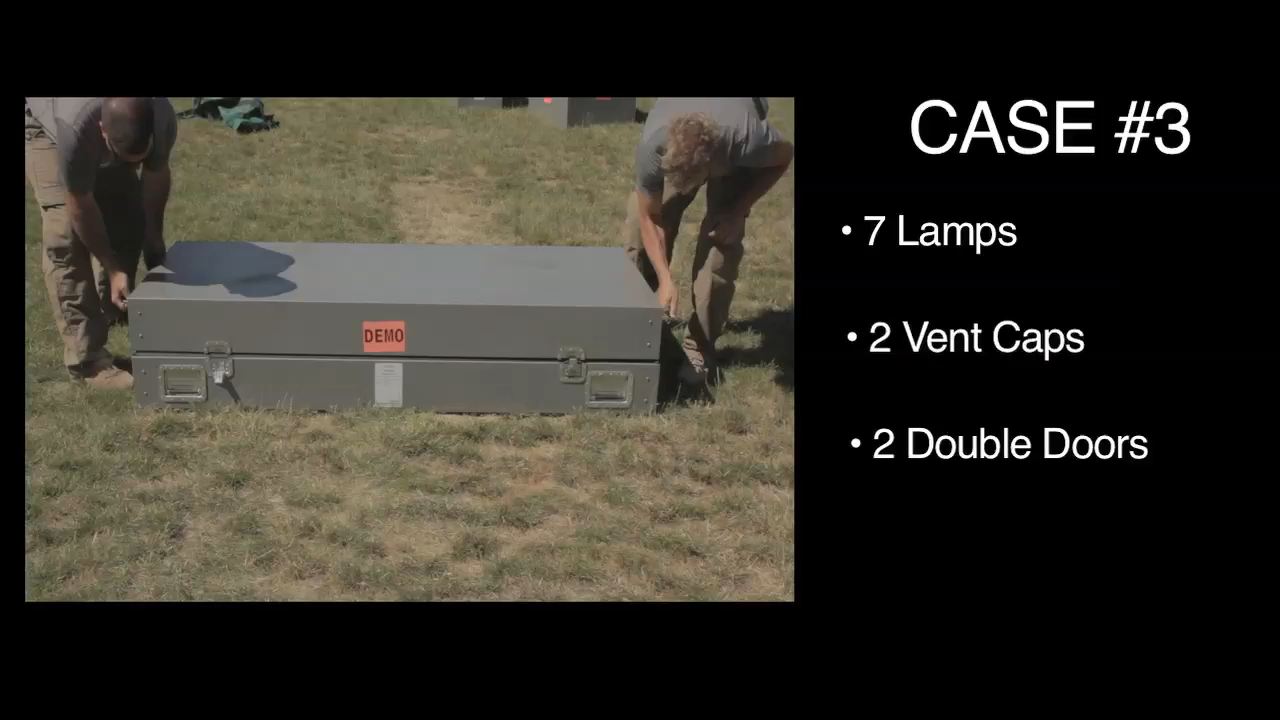 CASE #3
• 7 Lamps
• 2 Vent Caps
• 2 Double Doors
DEMO